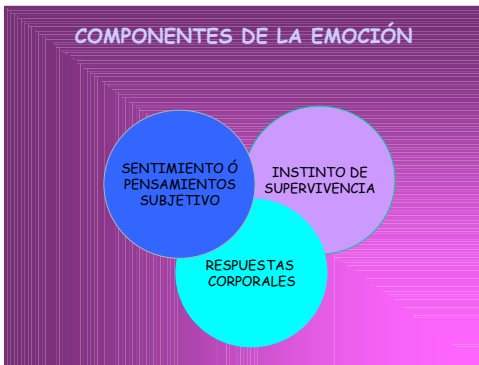 COMPONENTES DE LA EMOCIÓN
SENTIMIENTO Ó
PENSAMIENTOS
SUBJETIVO
INSTINTO DE
SUPERVIVENCIA
RESPUESTAS
CORPORALES